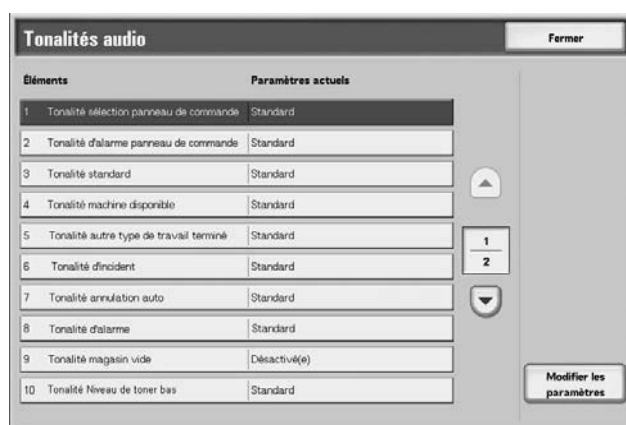 Tonalités audio
Fermer
Éléments Paramètres actuels
1 Tonalité sélection panneau de commande Standard
2 Tonalité d'alarme panneau de commande Standard
3 Tonalité standard Standard
4 Tonalité machine disponible Standard
5 Tonalité autre type de travail terminé Standard
6 Tonalité d'incident Standard
7 Tonalité annulation auto Standard
8 Tonalité d'alarme Standard
9 Tonalité magasin vide Désactivé(e)
10 Tonalité Niveau de toner bas Standard
1
2
Modifier les
paramètres